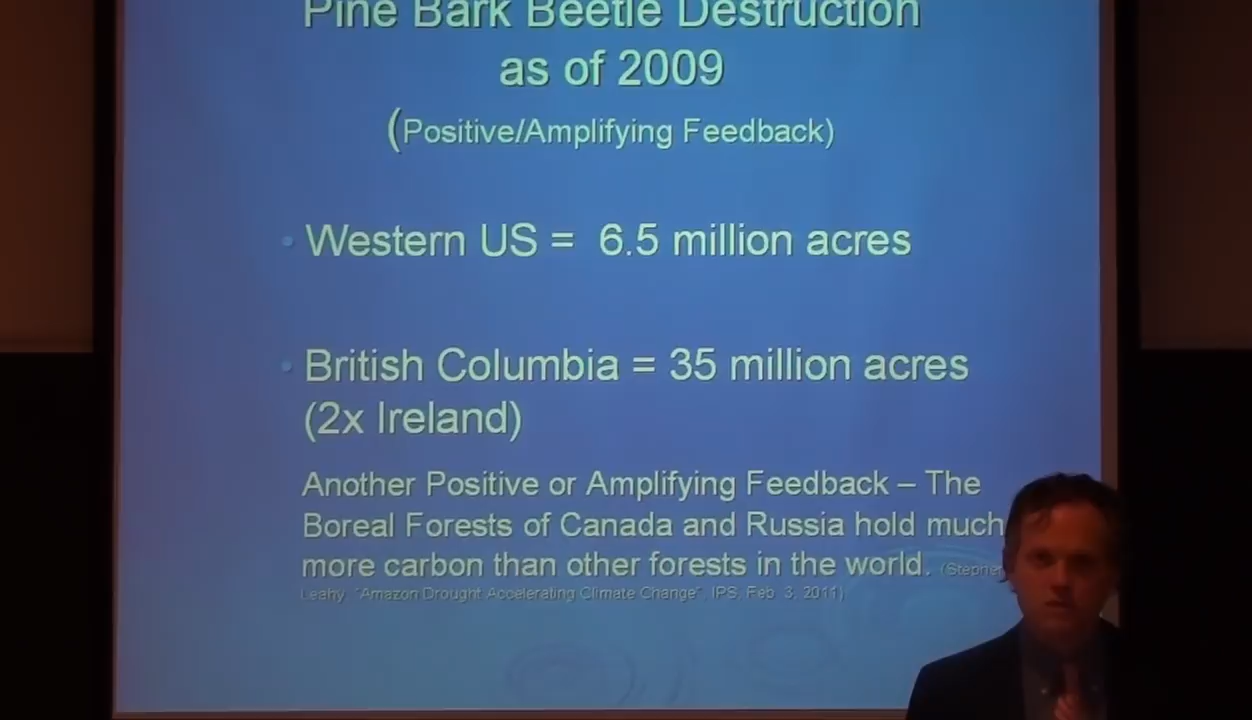 Pine Bark Beetle Destruction
as of 2009
(Positive/Amplifying Feedback)
Western US = 6.5 million acres
British Columbia = 35 million acres
(2x Ireland)
Another Positive or Amplifying Feedback – The
Boreal Forests of Canada and Russia hold much
more carbon than other forests in the world. (Stephen
Leahy, "Amazon Drought Accelerating Climate Change", IPS, Feb. 3, 2011)